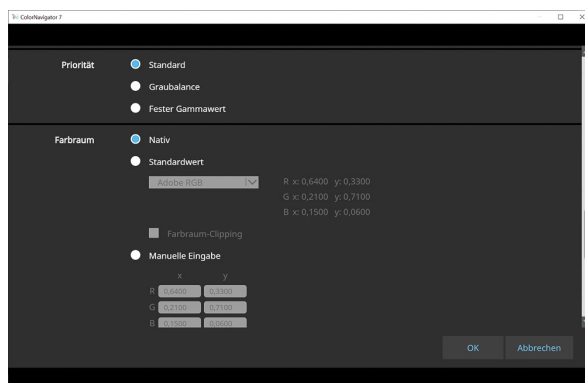 ColorNavigator 7
Priorität Standard
Graubalance
Fester Gammawert
Farbraum Nativ
Standardwert
Adobe RGB R x: 0,6400 y: 0,3300
G x: 0,2100 y: 0,7100
B x: 0,1500 y: 0,0600
Farbraum-Clipping
Manuelle Eingabe
x y
R 0,6400 0,3300
G 0,2100 0,7100
B 0,1500 0,0600
OK Abbrechen